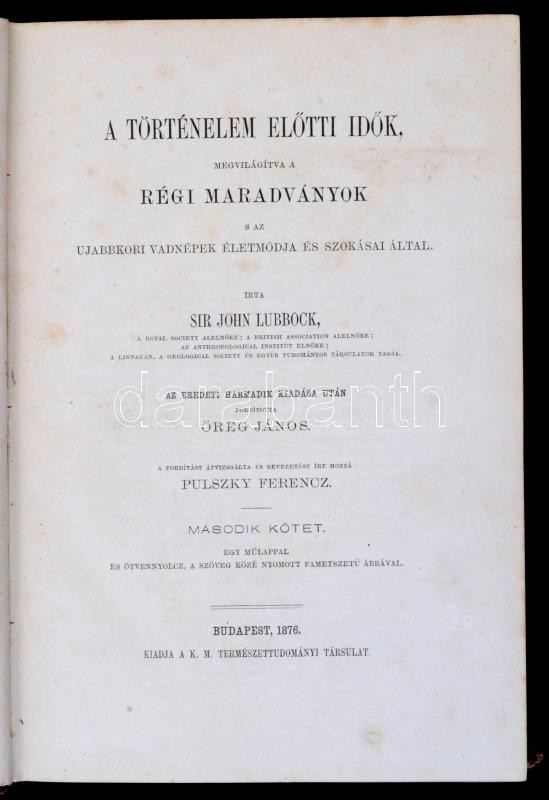 A TÖRTÉNELEM ELŐTTI IDŐK,
MEGVILÁGÍTVA A
RÉGI MARADVÁNYOK
S AZ
UJABBKORI VADNÉPEK ÉLETMÓDJA ÉS SZOKÁSAI ÁLTAL.
ÍRTA
SIR JOHN LUBBOCK,
A ROYAL SOCIETY ALELNÖKE; A BRITISH ASSOCIATION ALELNÖKE;
AZ ANTHROPOLOGICAL INSTITUT ELNÖKE;
A LINNAEAN, A GEOLOGICAL SOCIETY ÉS EGYÉB TUDOMÁNYOS TÁRSULATOK TAGJA.
AZ EREDETI HARMADIK KIADÁSA UTÁN
FORDÍTOTTA
ÖREG JÁNOS.
darabanth
A FORDÍTÁST ÁTVIZSGÁLTA ÉS BEVEZETÉST ÍRT HOZZÁ
PULSZKY FERENCZ.
MÁSODIK KÖTET.
EGY MŰLAPPAL
ÉS ÖTVENNYOLCZ, A SZÖVEG KÖZÉ NYOMOTT FAMETSZETŰ ÁBRÁVAL.
BUDAPEST, 1876.
KIADJA A K. M. TERMÉSZETTUDOMÁNYI TÁRSULAT.